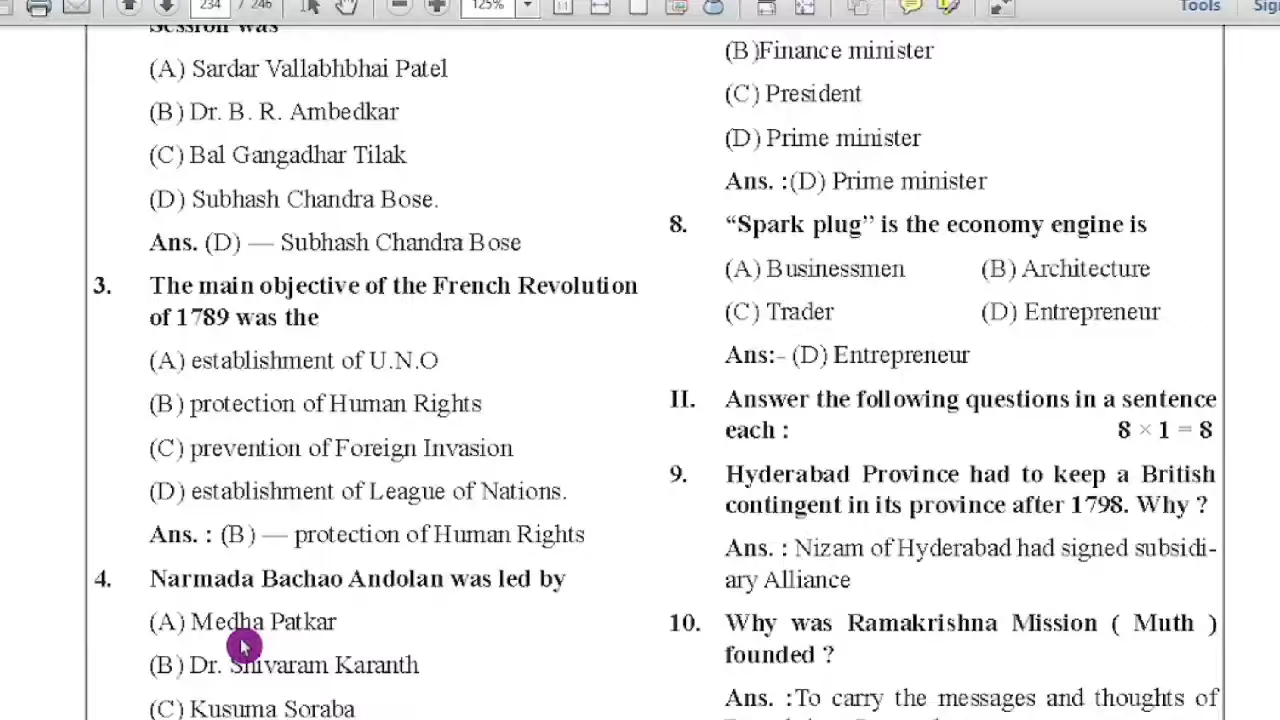 234 / 246
125%
Tools
Sig
Session was
(A) Sardar Vallabhbhai Patel
(B) Dr. B. R. Ambedkar
(C) Bal Gangadhar Tilak
(D) Subhash Chandra Bose.
Ans. (D) — Subhash Chandra Bose
3. The main objective of the French Revolution
of 1789 was the
(A) establishment of U.N.O
(B) protection of Human Rights
(C) prevention of Foreign Invasion
(D) establishment of League of Nations.
Ans. : (B) — protection of Human Rights
4. Narmada Bachao Andolan was led by
(A) Medha Patkar
(B) Dr. Shivaram Karanth
(C) Kusuma Soraba
(B)Finance minister
(C) President
(D) Prime minister
Ans. :(D) Prime minister
8. “Spark plug” is the economy engine is
(A) Businessmen (B) Architecture
(C) Trader (D) Entrepreneur
Ans:- (D) Entrepreneur
II. Answer the following questions in a sentence
each : 8 × 1 = 8
9. Hyderabad Province had to keep a British
contingent in its province after 1798. Why ?
Ans. : Nizam of Hyderabad had signed subsidi-
ary Alliance
10. Why was Ramakrishna Mission ( Muth )
founded ?
Ans. :To carry the messages and thoughts of